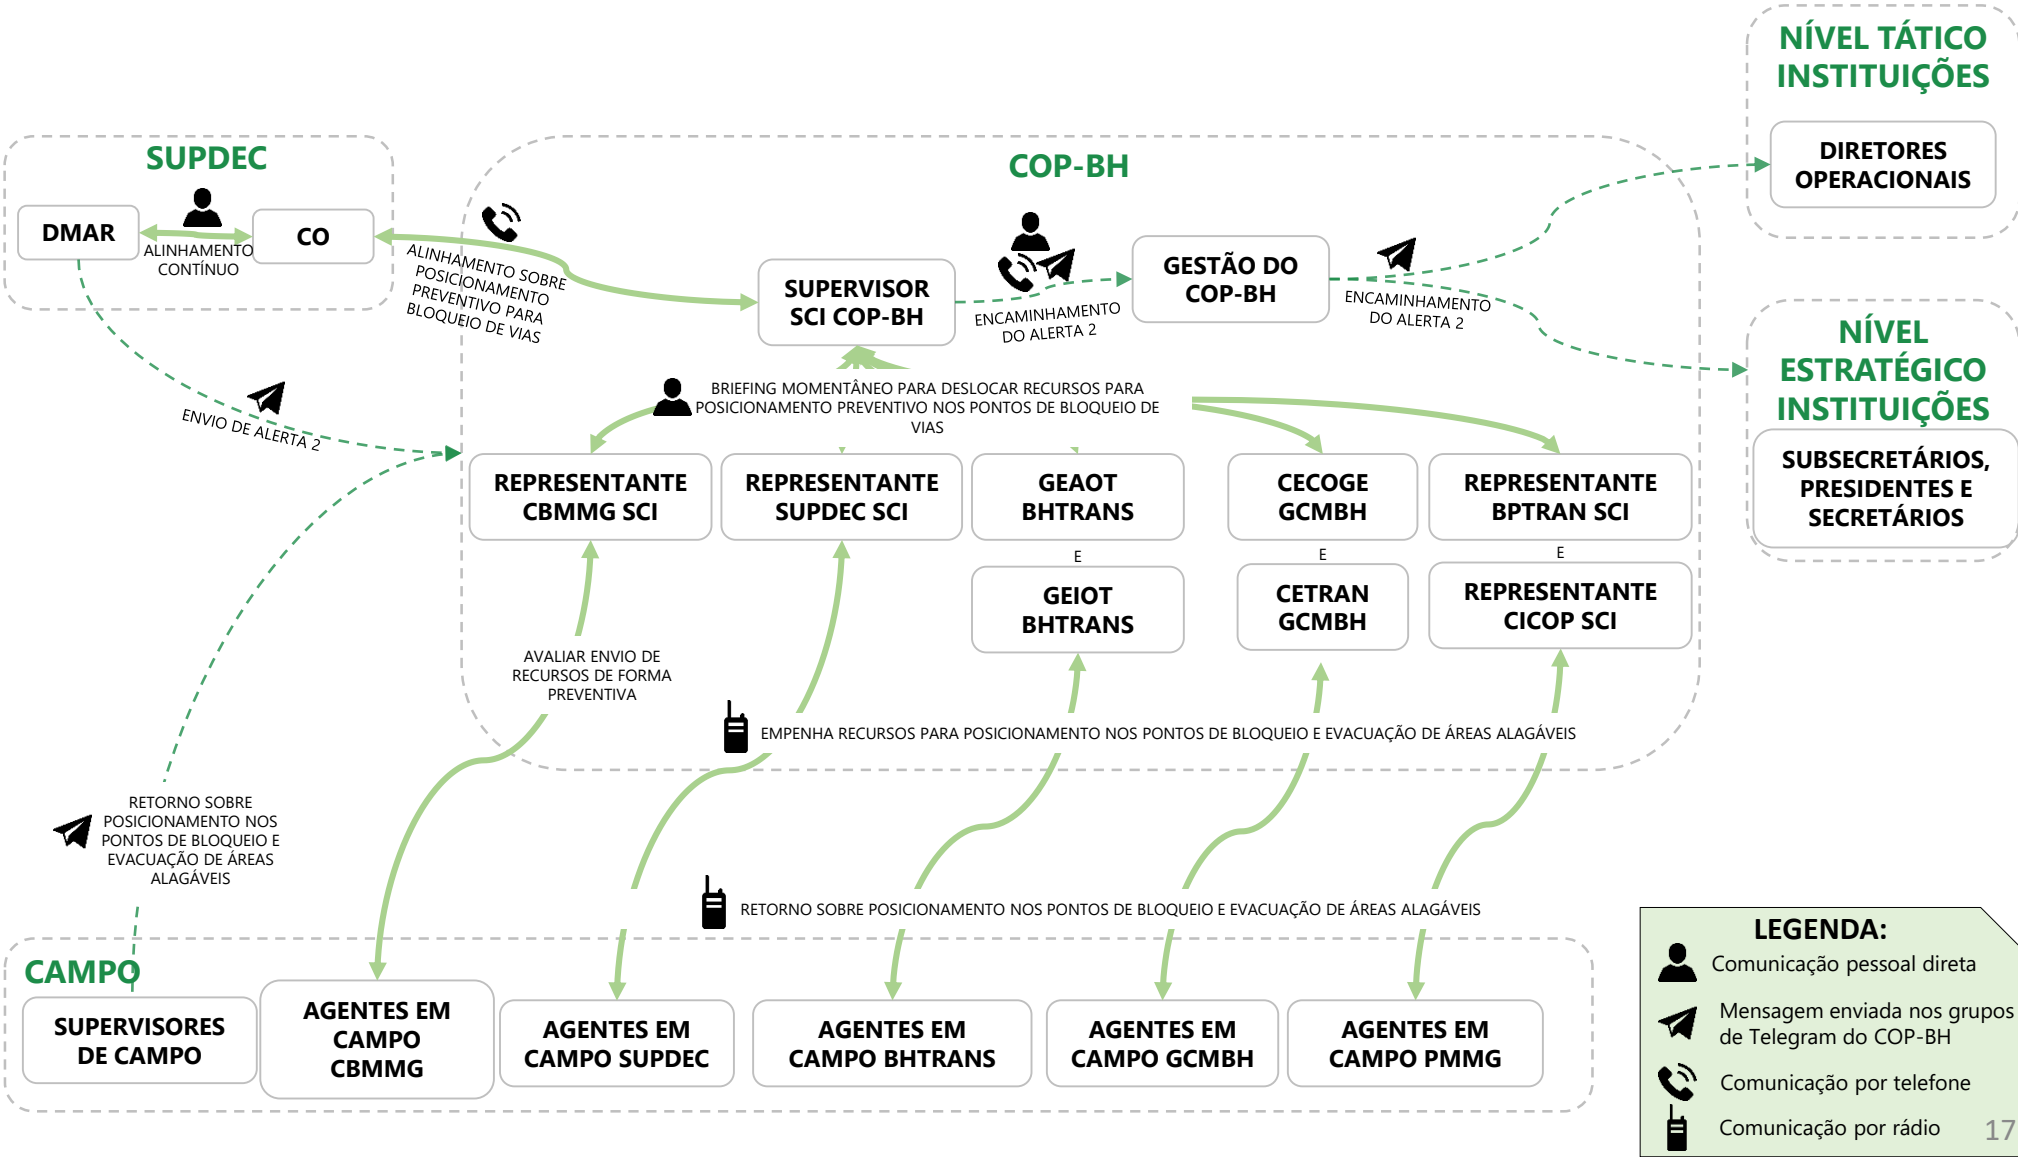 NÍVEL TÁTICO
INSTITUIÇÕES
DIRETORES
OPERACIONAIS
SUPDEC
DMAR
ALINHAMENTO
CONTÍNUO
CO
ALINHAMENTO SOBRE
POSICIONAMENTO
PREVENTIVO PARA
BLOQUEIO DE VIAS
ENVIO DE ALERTA 2
COP-BH
SUPERVISOR
SCI COP-BH
ENCAMINHAMENTO
DO ALERTA 2
GESTÃO DO
COP-BH
ENCAMINHAMENTO
DO ALERTA 2
NÍVEL
ESTRATÉGICO
INSTITUIÇÕES
SUBSECRETÁRIOS,
PRESIDENTES E
SECRETÁRIOS
BRIEFING MOMENTÂNEO PARA DESLOCAR RECURSOS PARA
POSICIONAMENTO PREVENTIVO NOS PONTOS DE BLOQUEIO DE
VIAS
REPRESENTANTE
CBMMG SCI
REPRESENTANTE
SUPDEC SCI
GEAOT
BHTRANS
E
GEIOT
BHTRANS
CECOGE
GCMBH
E
CETRAN
GCMBH
REPRESENTANTE
BPTRAN SCI
E
REPRESENTANTE
CICOP SCI
AVALIAR ENVIO DE
RECURSOS DE FORMA
PREVENTIVA
EMPENHA RECURSOS PARA POSICIONAMENTO NOS PONTOS DE BLOQUEIO E EVACUAÇÃO DE ÁREAS ALAGÁVEIS
RETORNO SOBRE
POSICIONAMENTO NOS
PONTOS DE BLOQUEIO E
EVACUAÇÃO DE ÁREAS
ALAGÁVEIS
RETORNO SOBRE POSICIONAMENTO NOS PONTOS DE BLOQUEIO E EVACUAÇÃO DE ÁREAS ALAGÁVEIS
CAMPO
SUPERVISORES
DE CAMPO
AGENTES EM
CAMPO
CBMMG
AGENTES EM
CAMPO SUPDEC
AGENTES EM
CAMPO BHTRANS
AGENTES EM
CAMPO GCMBH
AGENTES EM
CAMPO PMMG
LEGENDA:
Comunicação pessoal direta
Mensagem enviada nos grupos
de Telegram do COP-BH
Comunicação por telefone
Comunicação por rádio
17